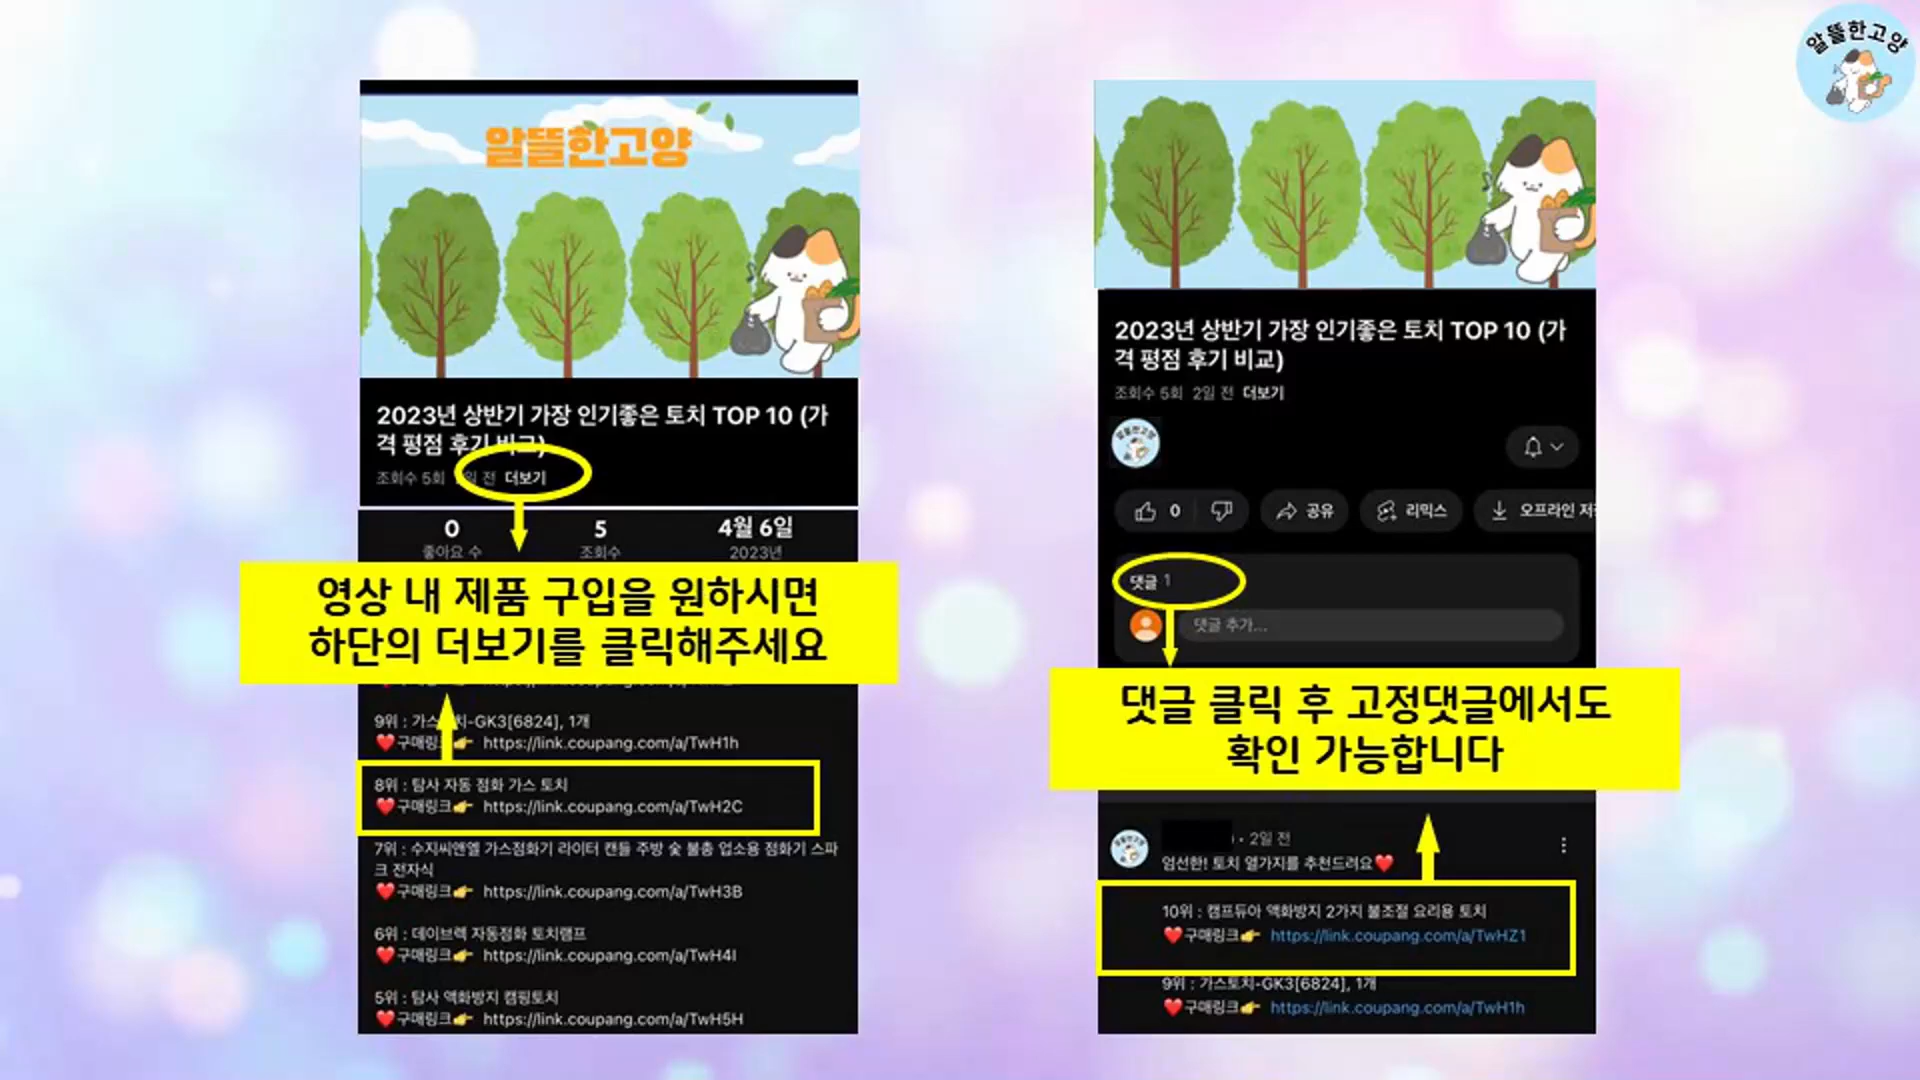 알뜰한고양
알뜰한고양
2023년 상반기 가장 인기좋은 토치 TOP 10 (가
격 평점 후기 비교)
조회수 5회 일 전 더보기
0 5 4월 6일
좋아요 수 조회수 2023년
영상 내 제품 구입을 원하시면
하단의 더보기를 클릭해주세요
9위 : 가스토치-GK3[6824], 1개
❤️구매링크👉 https://link.coupang.com/a/TwH1h
8위 : 탐사 자동 점화 가스 토치
❤️구매링크👉 https://link.coupang.com/a/TwH2C
7위 : 수지씨앤엘 가스점화기 라이터 캔들 주방 숯 불총 업소용 점화기 스파
크 전자식
❤️구매링크👉 https://link.coupang.com/a/TwH3B
6위 : 데이브렉 자동점화 토치램프
❤️구매링크👉 https://link.coupang.com/a/TwH4I
5위 : 탐사 액화방지 캠핑토치
❤️구매링크👉 https://link.coupang.com/a/TwH5H
2023년 상반기 가장 인기좋은 토치 TOP 10 (가
격 평점 후기 비교)
조회수 5회 2일 전 더보기
알뜰한고양
0 공유 리믹스 오프라인 저
댓글 1
댓글 추가...
댓글 클릭 후 고정댓글에서도
확인 가능합니다
알뜰한고양
· 2일 전
엄선한! 토치 열가지를 추천드려요❤️
10위 : 캠프듀아 액화방지 2가지 불조절 요리용 토치
❤️구매링크👉 https://link.coupang.com/a/TwHZ1
9위 : 가스토치-GK3[6824], 1개
❤️구매링크👉 https://link.coupang.com/a/TwH1h